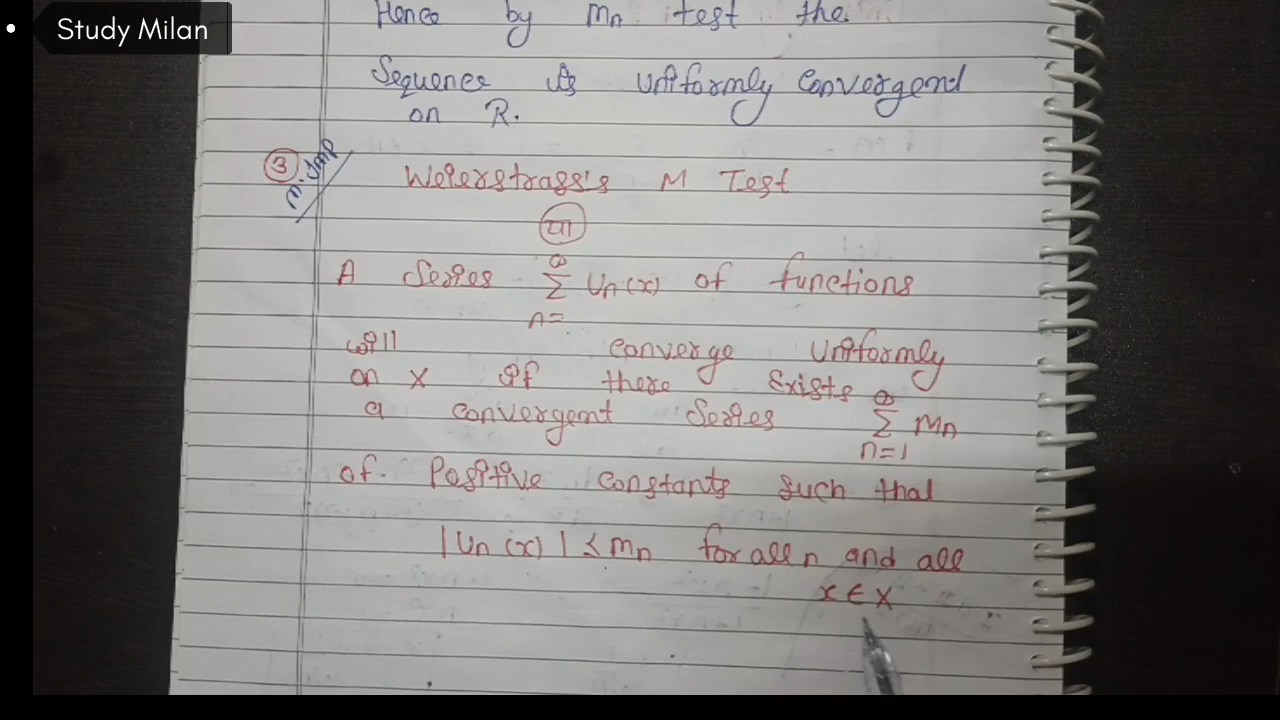 Study Milan
Hence by Mn test the
Sequence is Uniformly Convergend
on R.
3 m. Imp
Weierstrass's M Test
या
A Series ∞∑n= Un(x) of functions
will converge Uniformly
on X if there Exists
a convergent Series ∞∑n=1 Mn
of Positive constants such that
|Un(x)| ≤ Mn for all n and all
x ∈ X